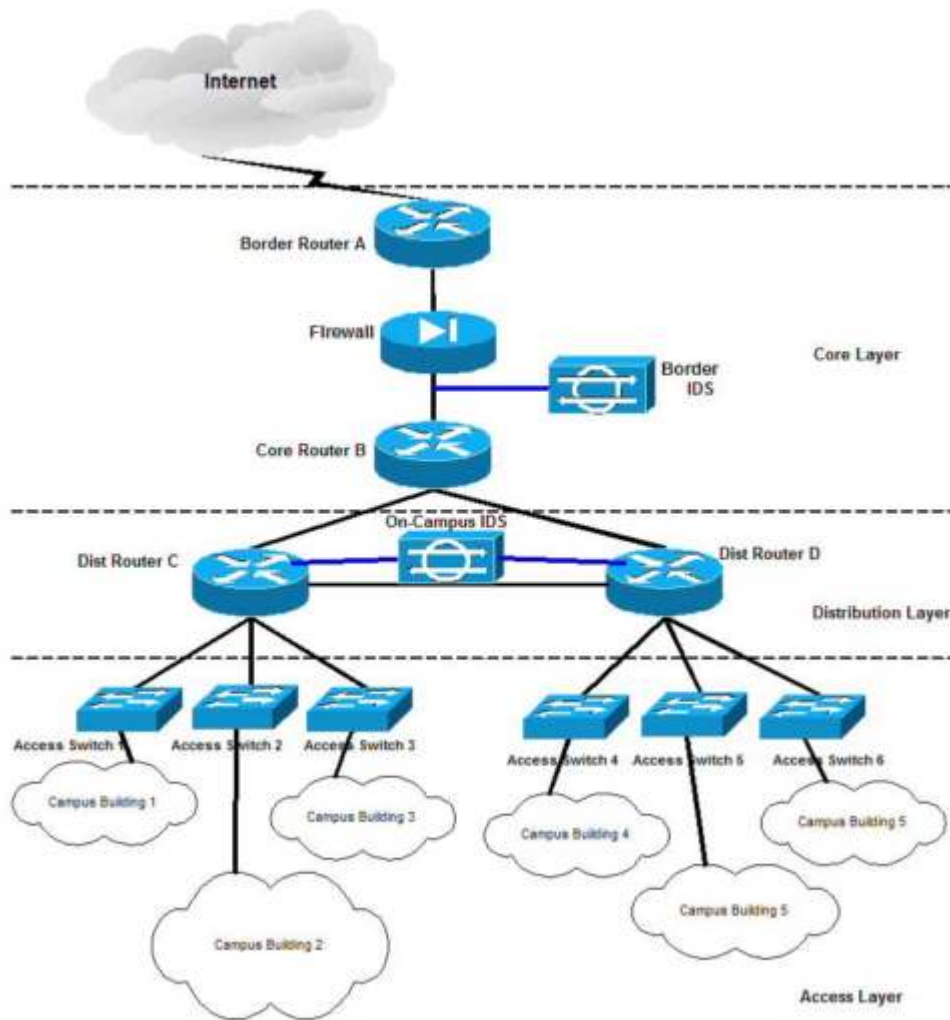 Internet
Border Router A
Firewall
Core Layer
Border
IDS
Core Router B
On-Campus IDS
Dist Router C
Dist Router D
Distribution Layer
Access Switch 1
Access Switch 2
Access Switch 3
Access Switch 4
Access Switch 5
Access Switch 6
Campus Building 1
Campus Building 3
Campus Building 4
Campus Building 5
Campus Building 5
Campus Building 2
Access Layer